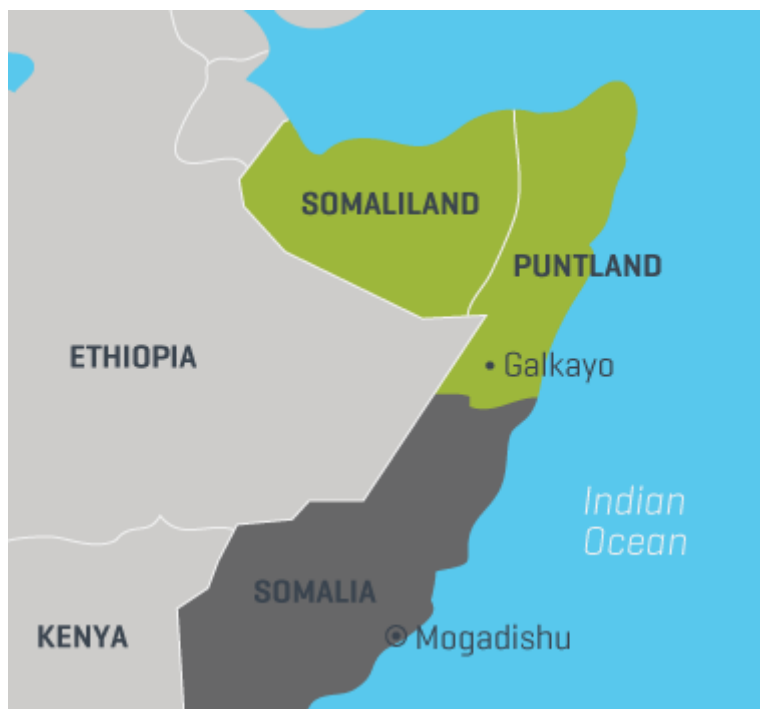 SOMALILAND
PUNTLAND
ETHIOPIA
Galkayo
Indian
Ocean
SOMALIA
KENYA
Mogadishu